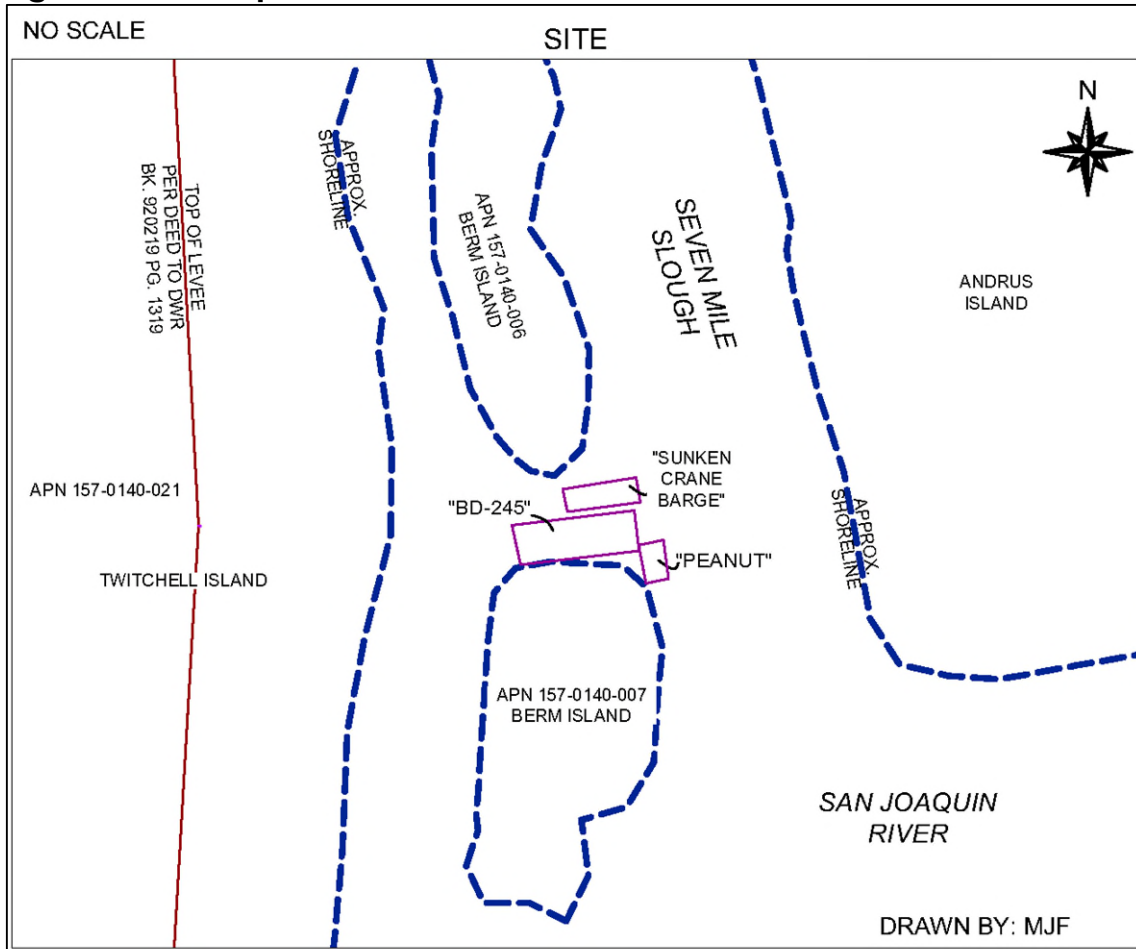 NO SCALE
SITE
N
TOP OF LEVEE
PER DEED TO DWR
BK. 920219 PG. 1319
APPROX.
SHORELINE
APN 157-0140-006
BERM ISLAND
SEVEN MILE
SLOUGH
ANDRUS
ISLAND
APN 157-0140-021
"SUNKEN
CRANE
BARGE"
"BD-245"
"PEANUT"
APPROX.
SHORELINE
TWITCHELL ISLAND
APN 157-0140-007
BERM ISLAND
SAN JOAQUIN
RIVER
DRAWN BY: MJF